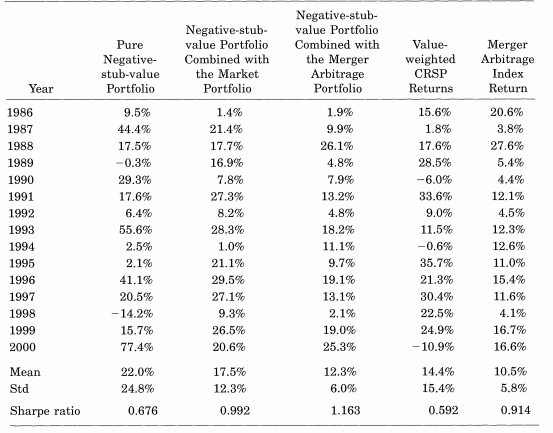 Negative-stub-
Negative-stub- value Portfolio
Pure value Portfolio Combined with Value- Merger
Negative- Combined with the Merger weighted Arbitrage
stub-value the Market Arbitrage CRSP Index
Year Portfolio Portfolio Portfolio Returns Return
1986 9.5% 1.4% 1.9% 15.6% 20.6%
1987 44.4% 21.4% 9.9% 1.8% 3.8%
1988 17.5% 17.7% 26.1% 17.6% 27.6%
1989 −0.3% 16.9% 4.8% 28.5% 5.4%
1990 29.3% 7.8% 7.9% −6.0% 4.4%
1991 17.6% 27.3% 13.2% 33.6% 12.1%
1992 6.4% 8.2% 4.8% 9.0% 4.5%
1993 55.6% 28.3% 18.2% 11.5% 12.3%
1994 2.5% 1.0% 11.1% −0.6% 12.6%
1995 2.1% 21.1% 9.7% 35.7% 11.0%
1996 41.1% 29.5% 19.1% 21.3% 15.4%
1997 20.5% 27.1% 13.1% 30.4% 11.6%
1998 −14.2% 9.3% 2.1% 22.5% 4.1%
1999 15.7% 26.5% 19.0% 24.9% 16.7%
2000 77.4% 20.6% 25.3% −10.9% 16.6%
Mean 22.0% 17.5% 12.3% 14.4% 10.5%
Std 24.8% 12.3% 6.0% 15.4% 5.8%
Sharpe ratio 0.676 0.992 1.163 0.592 0.914